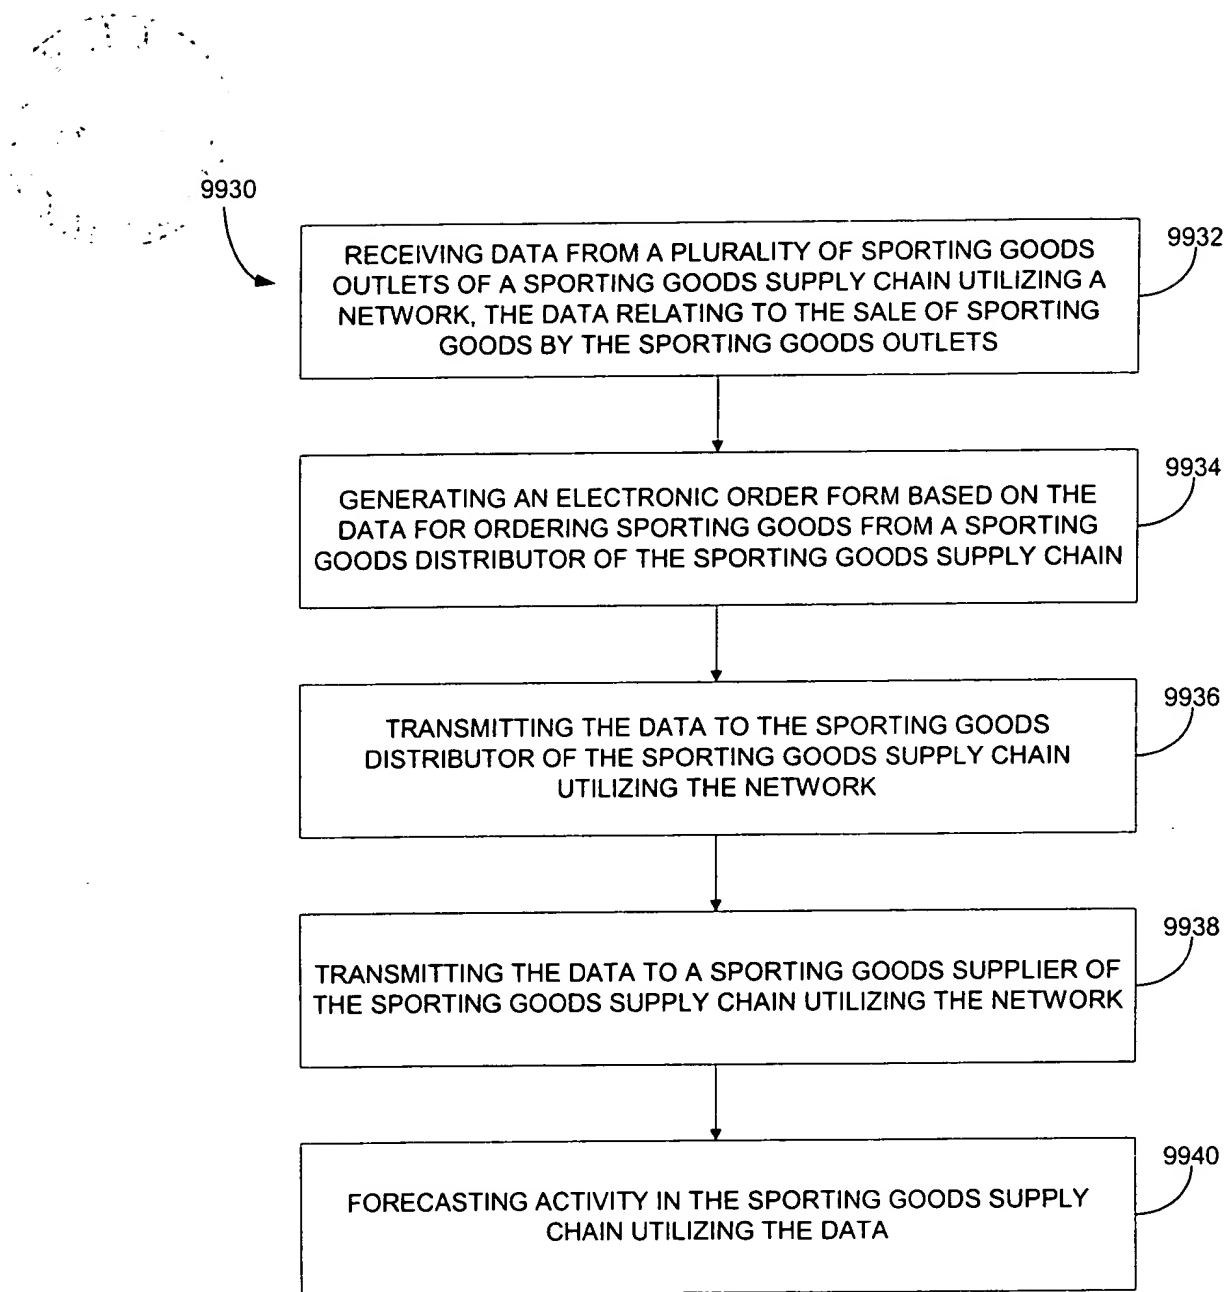 9930
9932
RECEIVING DATA FROM A PLURALITY OF SPORTING GOODS
OUTLETS OF A SPORTING GOODS SUPPLY CHAIN UTILIZING A
NETWORK, THE DATA RELATING TO THE SALE OF SPORTING
GOODS BY THE SPORTING GOODS OUTLETS
9934
GENERATING AN ELECTRONIC ORDER FORM BASED ON THE
DATA FOR ORDERING SPORTING GOODS FROM A SPORTING
GOODS DISTRIBUTOR OF THE SPORTING GOODS SUPPLY CHAIN
9936
TRANSMITTING THE DATA TO THE SPORTING GOODS
DISTRIBUTOR OF THE SPORTING GOODS SUPPLY CHAIN
UTILIZING THE NETWORK
9938
TRANSMITTING THE DATA TO A SPORTING GOODS SUPPLIER OF
THE SPORTING GOODS SUPPLY CHAIN UTILIZING THE NETWORK
9940
FORECASTING ACTIVITY IN THE SPORTING GOODS SUPPLY
CHAIN UTILIZING THE DATA